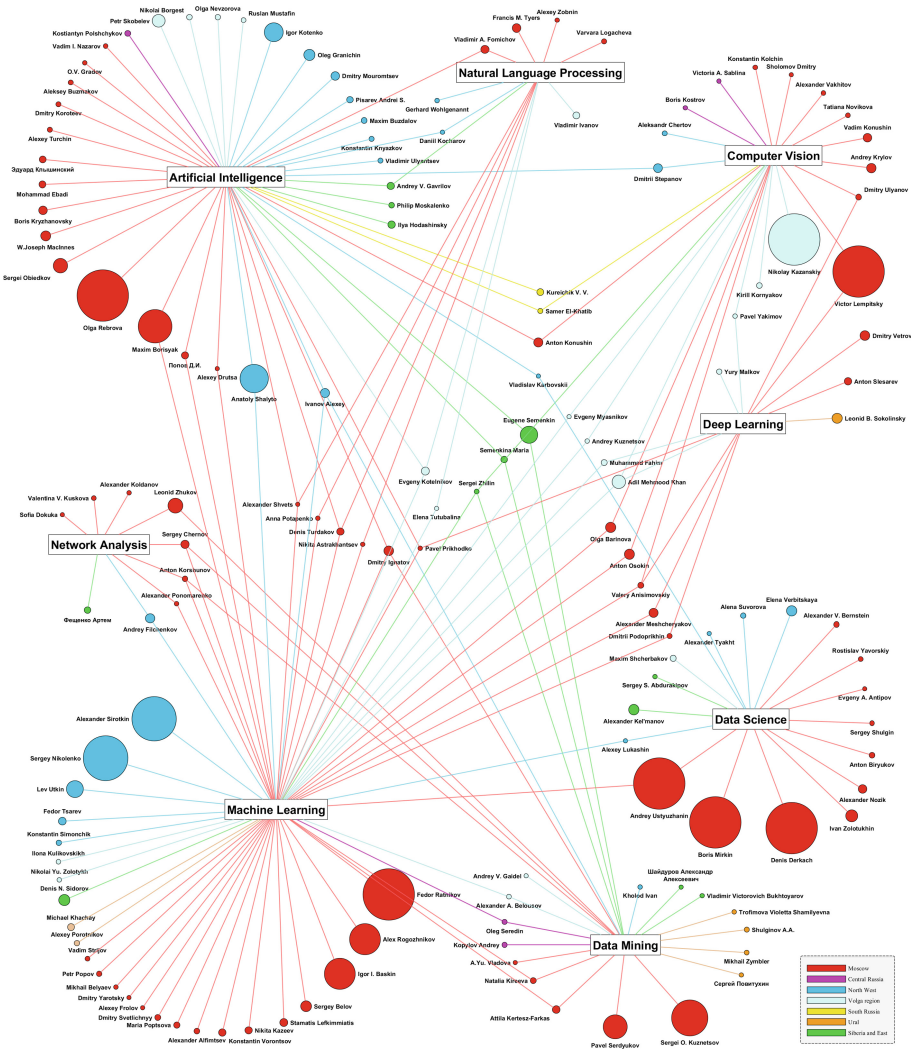 Nikolai Borgest
Olga Nevzorova
Ruslan Mustafin
Petr Skobelev
Kostiantyn Polshchykov
Igor Kotenko
Vadim I. Nazarov
Oleg Granichin
O.V. Gradov
Aleksey Buzmakov
Dmitry Mouromtsev
Dmitry Koroteev
Pisarev Andrei S.
Maxim Buzdalov
Alexey Turchin
Konstantin Knyazkov
Vladimir Ulyantsev
Эдуард Клышинский
Artificial Intelligence
Mohammad Ebadi
Andrey V. Gavrilov
Philip Moskalenko
Boris Kryzhanovsky
Ilya Hodashinsky
W.Joseph MacInnes
Sergei Obiedkov
Olga Rebrova
Maxim Borisyak
Попов Д.И.
Alexey Drutsa
Anatoly Shalyto
Ivanov Alexey
Francis M. Tyers
Alexey Zobnin
Vladimir A. Fomichov
Varvara Logacheva
Natural Language Processing
Gerhard Wohlgenannt
Vladimir Ivanov
Daniil Kocharov
Konstantin Kolchin
Sholomov Dmitry
Victoria A. Sablina
Alexander Vakhitov
Boris Kostrov
Tatiana Novikova
Aleksandr Chertov
Vadim Konushin
Computer Vision
Andrey Krylov
Dmitrii Stepanov
Dmitry Ulyanov
Nikolay Kazanskiy
Kirill Kornyakov
Victor Lempitsky
Pavel Yakimov
Kureichik V. V.
Samer El-Khatib
Anton Konushin
Vladislav Karbovskii
Dmitry Vetrov
Yury Malkov
Anton Slesarev
Deep Learning
Leonid B. Sokolinsky
Eugene Semenkin
Evgeny Myasnikov
Andrey Kuznetsov
Semenkina Maria
Muhammed Fahim
Evgeny Kotelnikov
Sergei Zhilin
Adil Mehmood Khan
Elena Tutubalina
Alexander Shvets
Anna Potapenko
Denis Turdakov
Nikita Astrakhantsev
Dmitry Ignatov
Pavel Prikhodko
Olga Barinova
Anton Osokin
Valery Anisimovskiy
Alexander Meshcheryakov
Dmitrii Podoprikhin
Alexander Koldanov
Valentina V. Kuskova
Leonid Zhukov
Sofia Dokuka
Sergey Chernov
Network Analysis
Anton Korsounov
Alexander Ponomarenko
Фещенко Артем
Andrey Filchenkov
Elena Verbitskaya
Alena Suvorova
Alexander V. Bernstein
Alexander Tyakht
Rostislav Yavorskiy
Maxim Shcherbakov
Sergey S. Abdurakipov
Evgeny A. Antipov
Alexander Kel'manov
Data Science
Sergey Shulgin
Alexey Lukashin
Anton Biryukov
Alexander Nozik
Andrey Ustyuzhanin
Ivan Zolotukhin
Boris Mirkin
Denis Derkach
Alexander Sirotkin
Sergey Nikolenko
Lev Utkin
Machine Learning
Fedor Tsarev
Konstantin Simonchik
Ilona Kulikovskikh
Nikolai Yu. Zolotykh
Denis N. Sidorov
Michael Khachay
Alexey Porotnikov
Vadim Strijov
Petr Popov
Mikhail Belyaev
Dmitry Yarotsky
Alexey Frolov
Dmitry Svetlichnyy
Maria Poptsova
Alexander Alfimtsev
Konstantin Vorontsov
Nikita Kazeev
Stamatis Lefkimmiatis
Sergey Belov
Igor I. Baskin
Alex Rogozhnikov
Fedor Ratnikov
Andrey V. Gaidel
Alexander A. Belousov
Oleg Seredin
Kopylov Andrey
A.Yu. Vladova
Natalia Kireeva
Attila Kertesz-Farkas
Pavel Serdyukov
Sergei O. Kuznetsov
Data Mining
Kholod Ivan
Шайдуров Александр
Алексеевич
Vladimir Victorovich Bukhtoyarov
Trofimova Violetta Shamilyevna
Shulginov A.A.
Mikhail Zymbler
Сергей Повитухин
Moscow
Central Russia
North West
Volga region
South Russia
Ural
Siberia and East